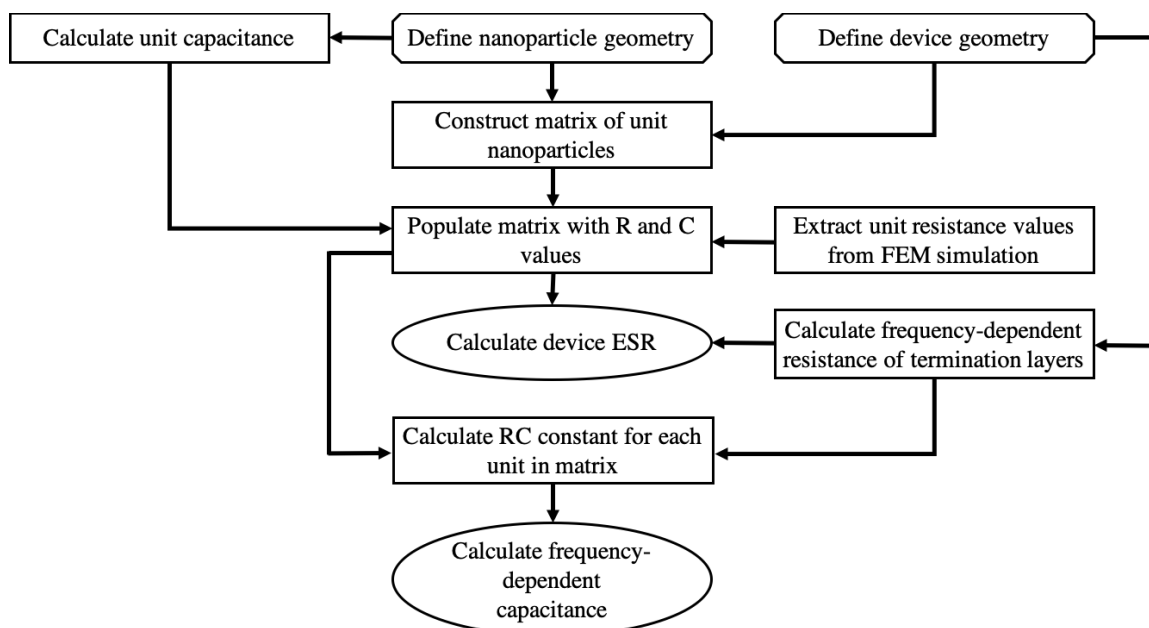 Calculate unit capacitance
Define nanoparticle geometry
Define device geometry
Construct matrix of unit
nanoparticles
Populate matrix with R and C
values
Extract unit resistance values
from FEM simulation
Calculate device ESR
Calculate frequency-dependent
resistance of termination layers
Calculate RC constant for each
unit in matrix
Calculate frequency-
dependent
capacitance